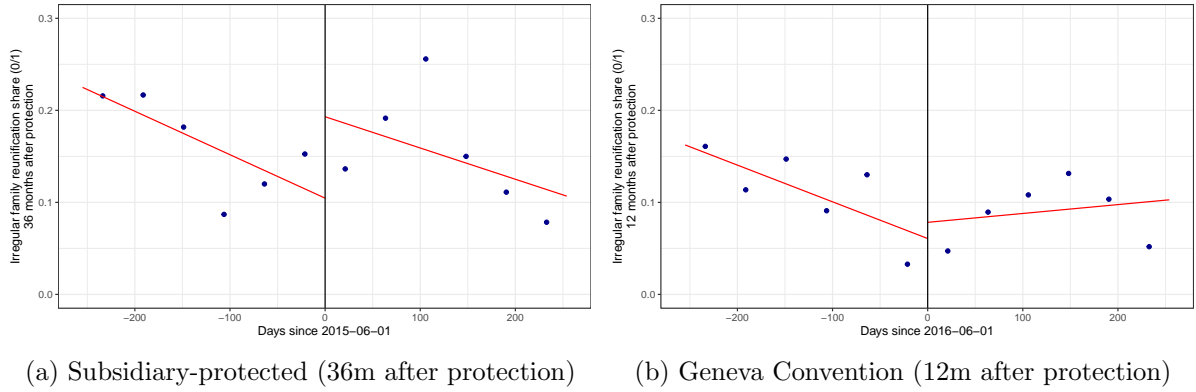 0.3
0.2
0.1
0.0
Irregular family reunification share (0/1)
36 months after protection
−200
−100
0
100
200
Days since 2015−06−01
(a) Subsidiary-protected (36m after protection)
0.3
0.2
0.1
0.0
Irregular family reunification share (0/1)
12 months after protection
−200
−100
0
100
200
Days since 2016−06−01
(b) Geneva Convention (12m after protection)